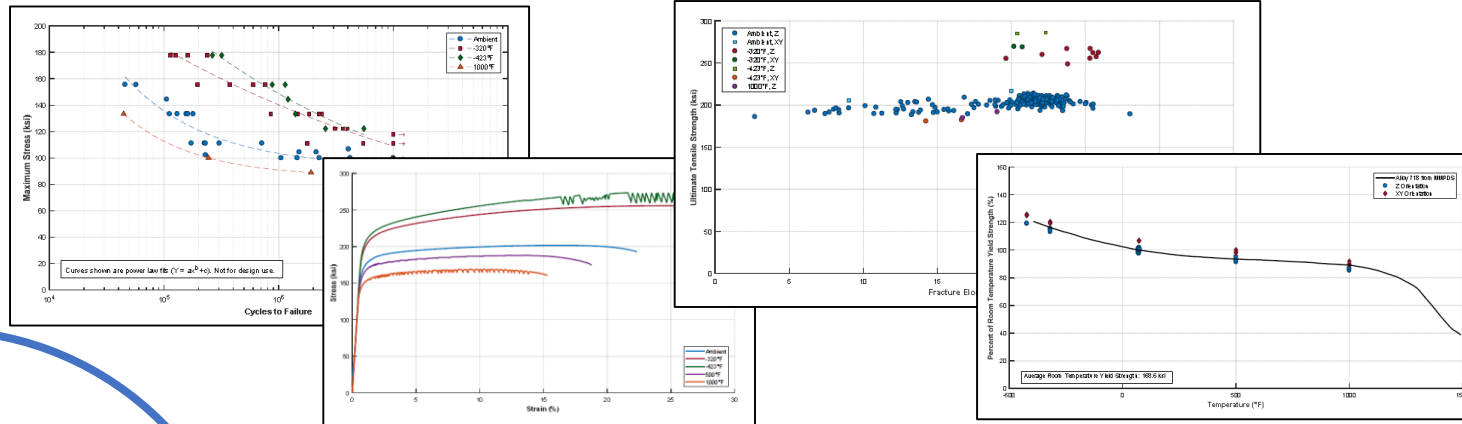 200
180
160
140
120
100
80
60
40
20
0
Maximum Stress (ksi)
10^4
10^5
10^6
Cycles to Failure
Ambient
-320°F
-423°F
1000°F
Curves shown are power law fits (Y = ax^b+c). Not for design use.
300
250
200
150
100
50
0
Stress (ksi)
0
5
10
15
20
25
30
Strain (%)
Ambient
-320°F
-423°F
500°F
1000°F
300
250
200
150
100
50
0
Ultimate Tensile Strength (ksi)
0
5
10
15
Fracture Elo
Ambient, Z
Ambient, XY
-320°F, Z
-320°F, XY
-423°F, Z
-423°F, XY
1000°F, Z
160
140
120
100
80
60
40
20
0
Percent of Room Temperature Yield Strength (%)
-500
0
500
1000
Temperature (°F)
Alloy 718 from MMPDS
Z Orientation
XY Orientation
Average Room Temperature Yield Strength: 168.6 ksi